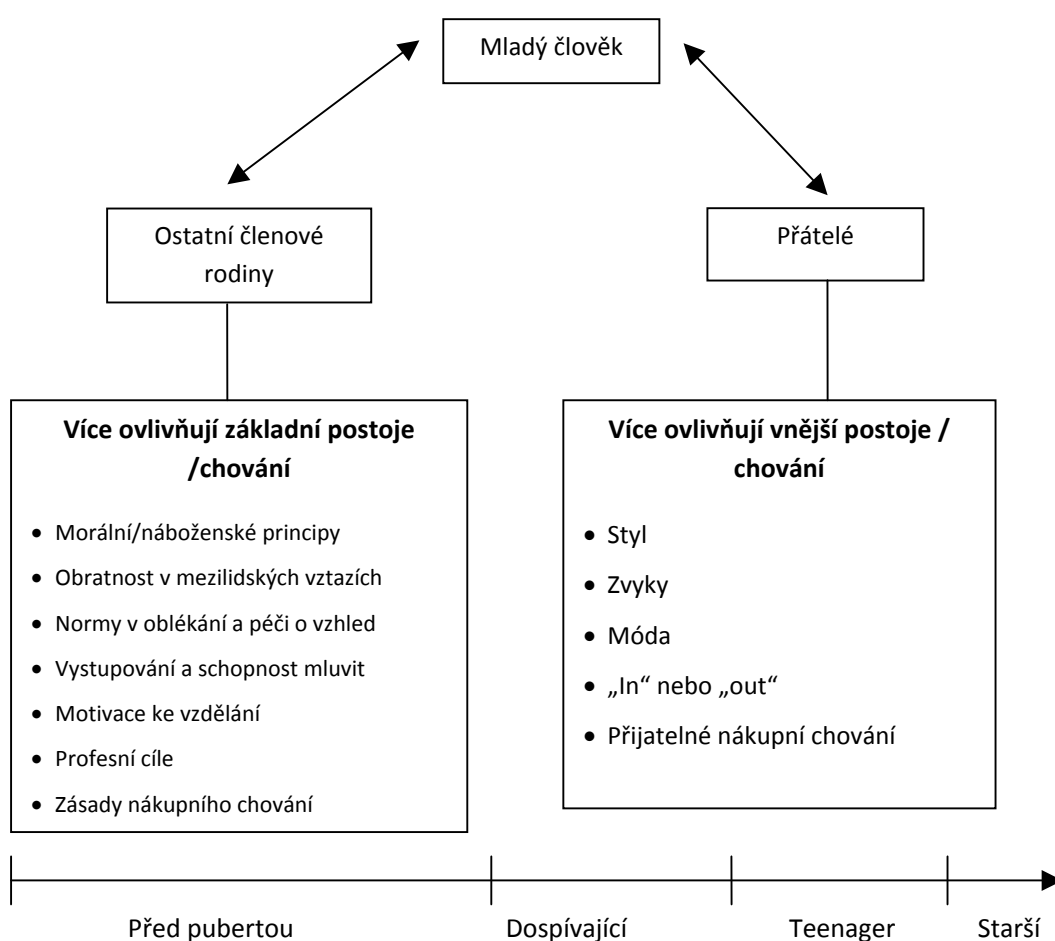 Mladý člověk
Ostatní členové
rodiny
Přátelé
Více ovlivňují základní postoje
/chování
• Morální/náboženské principy
• Obratnost v mezilidských vztazích
• Normy v oblékání a péči o vzhled
• Vystupování a schopnost mluvit
• Motivace ke vzdělání
• Profesní cíle
• Zásady nákupního chování
Více ovlivňují vnější postoje /
chování
• Styl
• Zvyky
• Móda
• „In“ nebo „out“
• Přijatelné nákupní chování
Před pubertou Dospívající Teenager Starší